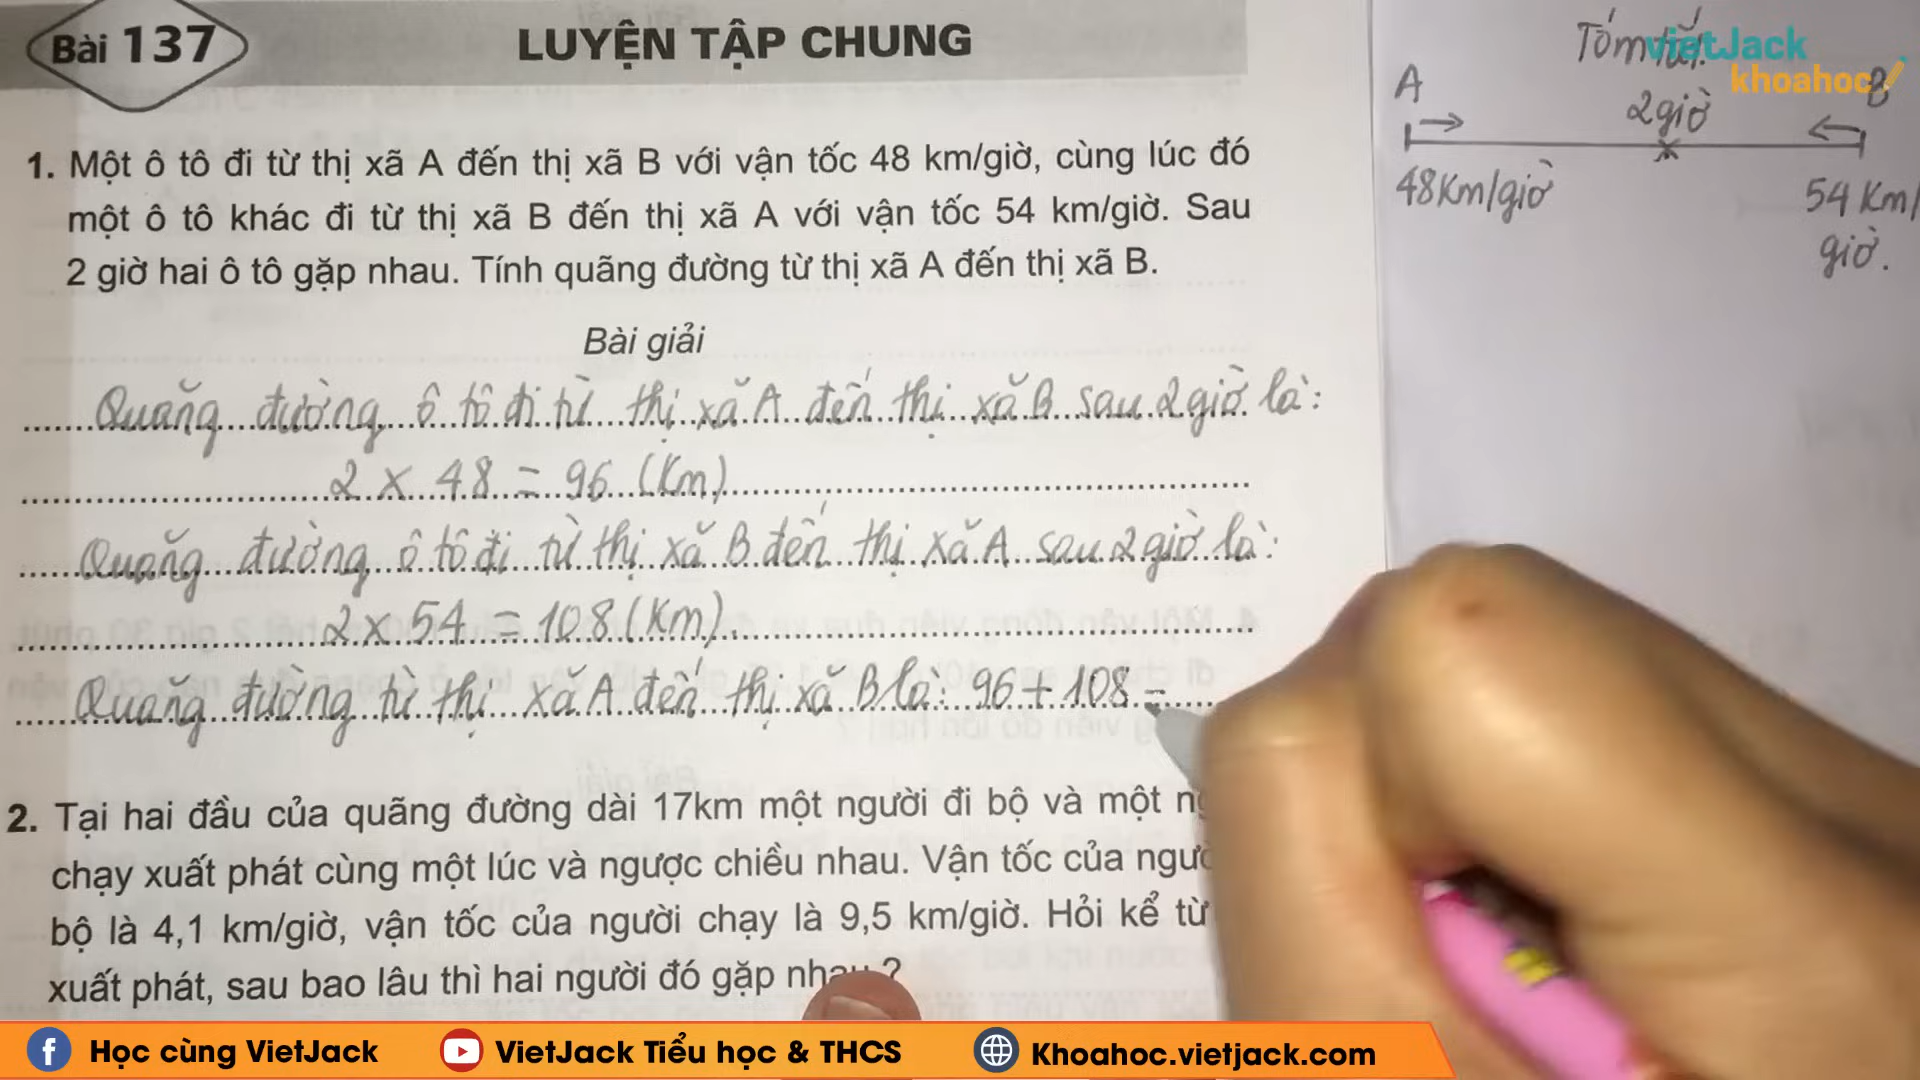 Bài 137
LUYỆN TẬP CHUNG
1. Một ô tô đi từ thị xã A đến thị xã B với vận tốc 48 km/giờ, cùng lúc đó
một ô tô khác đi từ thị xã B đến thị xã A với vận tốc 54 km/giờ. Sau
2 giờ hai ô tô gặp nhau. Tính quãng đường từ thị xã A đến thị xã B.
Bài giải
Quãng đường ô tô đi từ thị xã A đến thị xã B sau 2 giờ là:
2 x 48 = 96 (Km)
Quãng đường ô tô đi từ thị xã B đến thị xã A sau 2 giờ là:
2 x 54 = 108 (Km)
Quãng đường từ thị xã A đến thị xã B là: 96 + 108 =
2. Tại hai đầu của quãng đường dài 17km một người đi bộ và một
chạy xuất phát cùng một lúc và ngược chiều nhau. Vận tốc của
bộ là 4,1 km/giờ, vận tốc của người chạy là 9,5 km/giờ. Hỏi kể từ
xuất phát, sau bao lâu thì hai người đó gặp nhau ?
Tóm tắt:
vietJack
khoahoc
A
B
2 giờ
48 Km/giờ
54 Km/
giờ.
Học cùng VietJack
VietJack Tiểu học & THCS
Khoahoc.vietjack.com